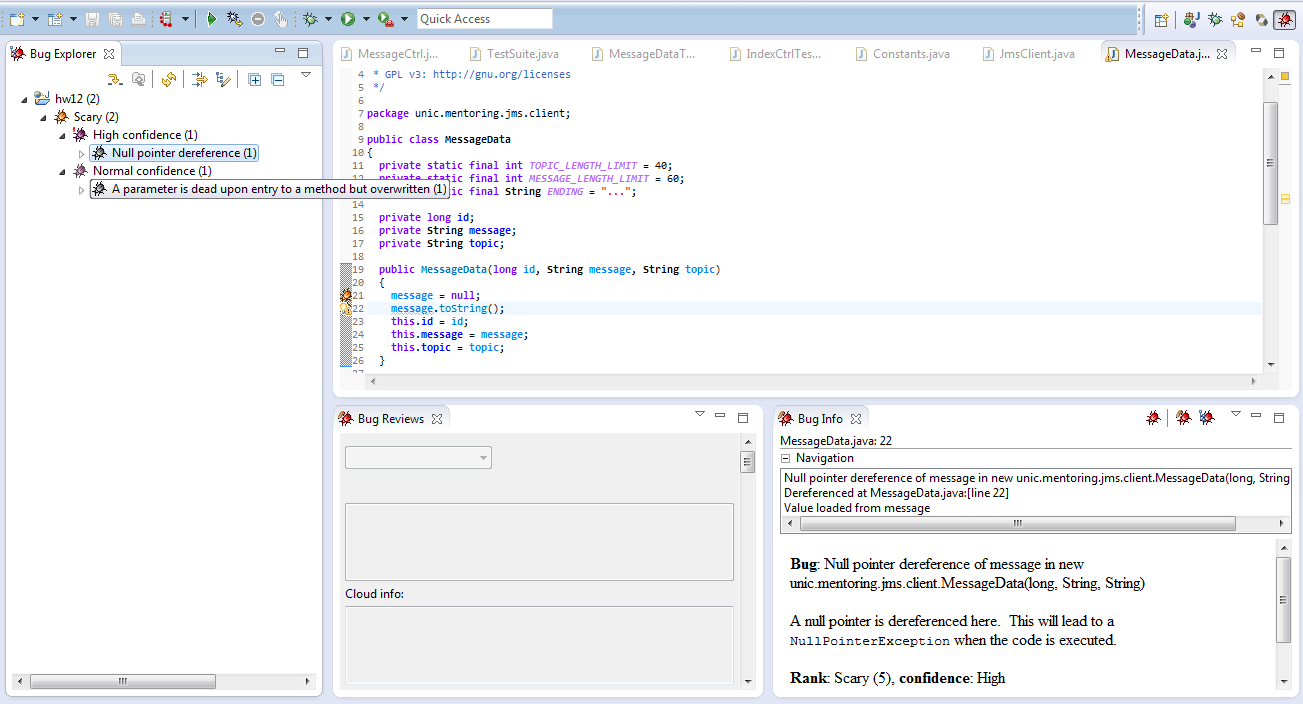 Quick Access
Bug Explorer
hw12 (2)
Scary (2)
High confidence (1)
Null pointer dereference (1)
Normal confidence (1)
A parameter is dead upon entry to a method but overwritten (1)
MessageCtrl.j...
TestSuite.java
MessageDataT...
IndexCtrlTes...
Constants.java
JmsClient.java
MessageData.j...
4 * GPL v3: http://gnu.org/licenses
5 */
6
7 package unic.mentoring.jms.client;
8
9 public class MessageData
10 {
11 private static final int TOPIC_LENGTH_LIMIT = 40;
12 private static final int MESSAGE_LENGTH_LIMIT = 60;
ic final String ENDING = "...";
14
15 private long id;
16 private String message;
17 private String topic;
18
19 public MessageData(long id, String message, String topic)
20 {
21 message = null;
22 message.toString();
23 this.id = id;
24 this.message = message;
25 this.topic = topic;
26 }
27
Bug Reviews
Cloud info:
Bug Info
MessageData.java: 22
Navigation
Null pointer dereference of message in new unic.mentoring.jms.client.MessageData(long, String
Dereferenced at MessageData.java:[line 22]
Value loaded from message
Bug: Null pointer dereference of message in new
unic.mentoring.jms.client.MessageData(long, String, String)
A null pointer is dereferenced here. This will lead to a
NullPointerException when the code is executed.
Rank: Scary (5), confidence: High